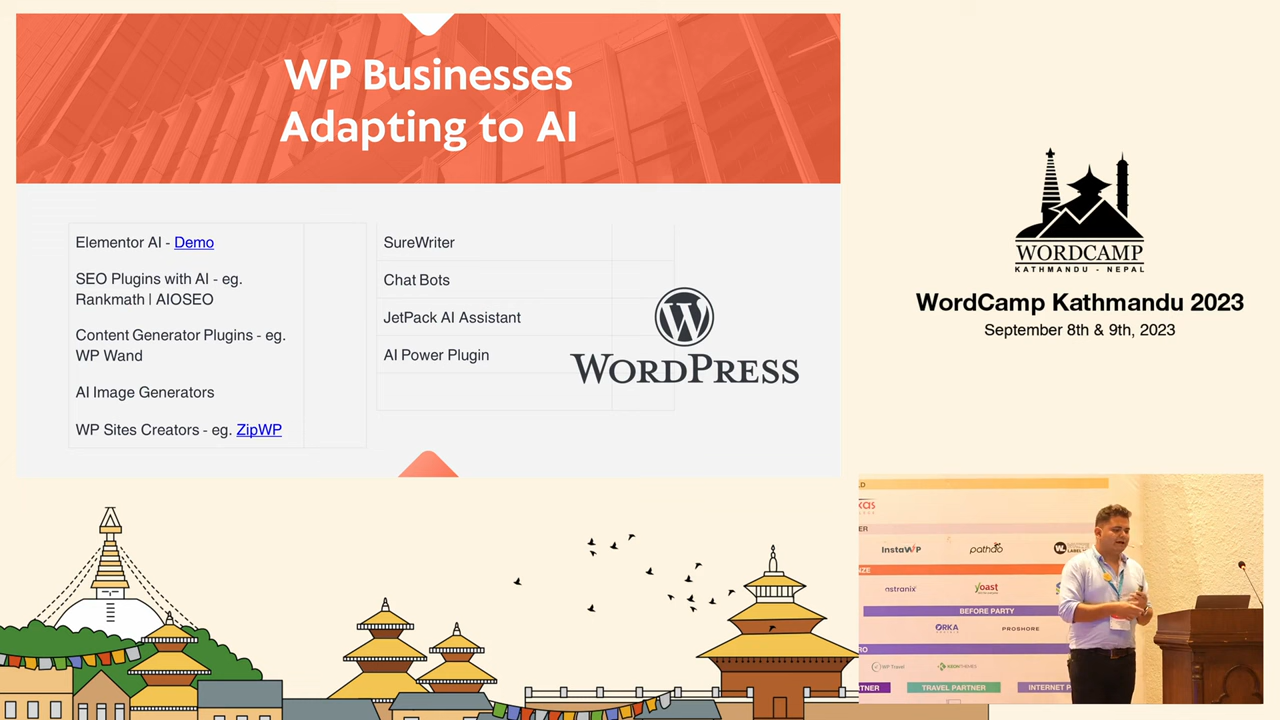 WP Businesses
Adapting to AI
Elementor AI - Demo
SEO Plugins with AI - eg.
Rankmath | AIOSEO
Content Generator Plugins - eg.
WP Wand
AI Image Generators
WP Sites Creators - eg. ZipWP
SureWriter
Chat Bots
JetPack AI Assistant
AI Power Plugin
WORDPRESS
WORDCAMP
KATHMANDU - NEPAL
WordCamp Kathmandu 2023
September 8th & 9th, 2023
InstaWP
pathao
yoast
BEFORE PARTY
ORKA
PROSHORE
WP Travel
TRAVEL PARTNER